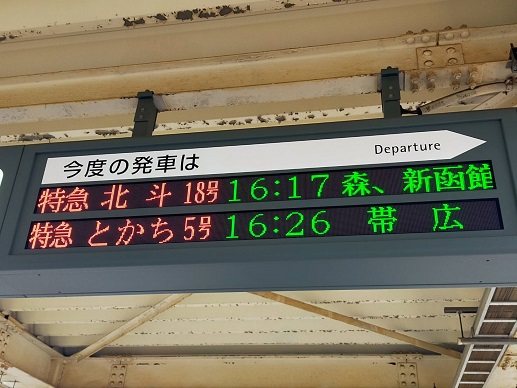 今度の発車は Departure
特急 北斗 18号 16:17 森、新函館
特急 とかち 5号 16:26 帯広